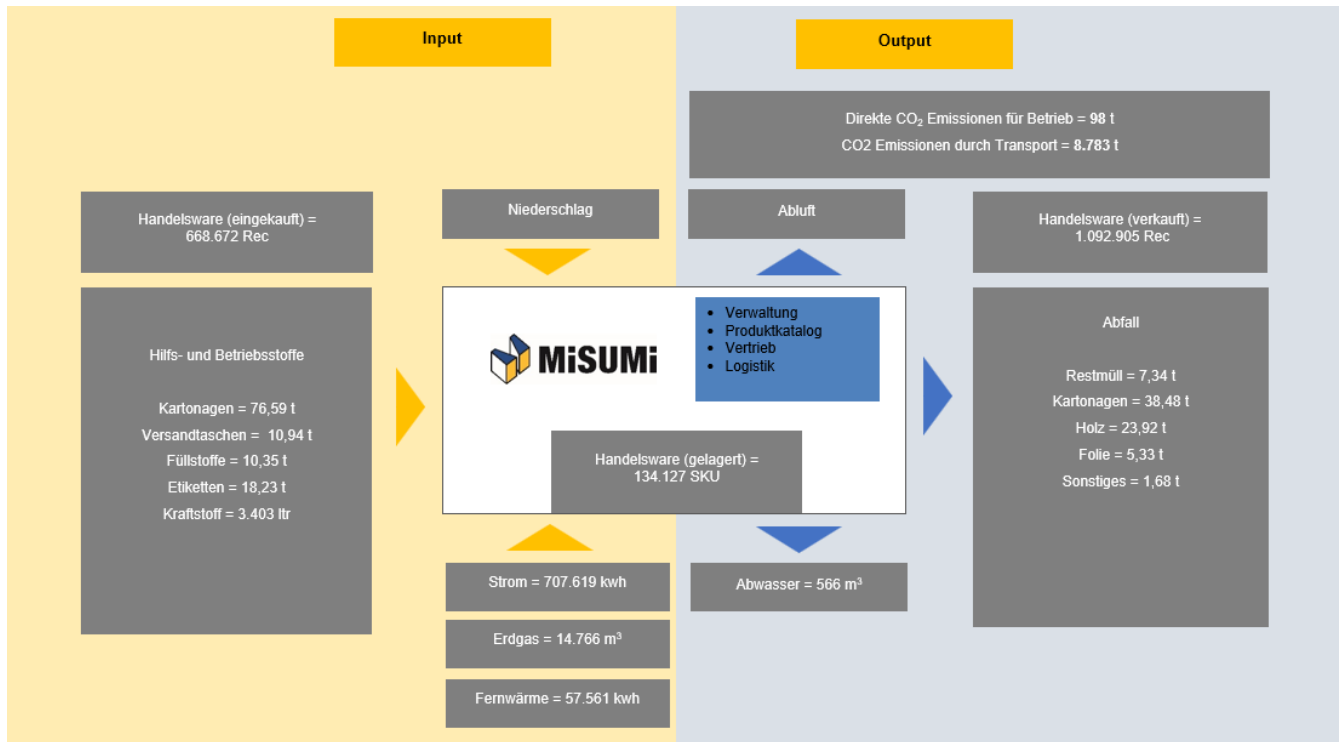 Input
Output
Direkte CO₂ Emissionen für Betrieb = 98 t
CO2 Emissionen durch Transport = 8.783 t
Handelsware (eingekauft) =
668.672 Rec
Niederschlag
Abluft
Handelsware (verkauft) =
1.092.905 Rec
Hilfs- und Betriebsstoffe
Kartonagen = 76,59 t
Versandtaschen = 10,94 t
Füllstoffe = 10,35 t
Etiketten = 18,23 t
Kraftstoff = 3.403 ltr
MiSUMi
• Verwaltung
• Produktkatalog
• Vertrieb
• Logistik
Handelsware (gelagert) =
134.127 SKU
Abfall
Restmüll = 7,34 t
Kartonagen = 38,48 t
Holz = 23,92 t
Folie = 5,33 t
Sonstiges = 1,68 t
Strom = 707.619 kwh
Erdgas = 14.766 m³
Fernwärme = 57.561 kwh
Abwasser = 566 m³